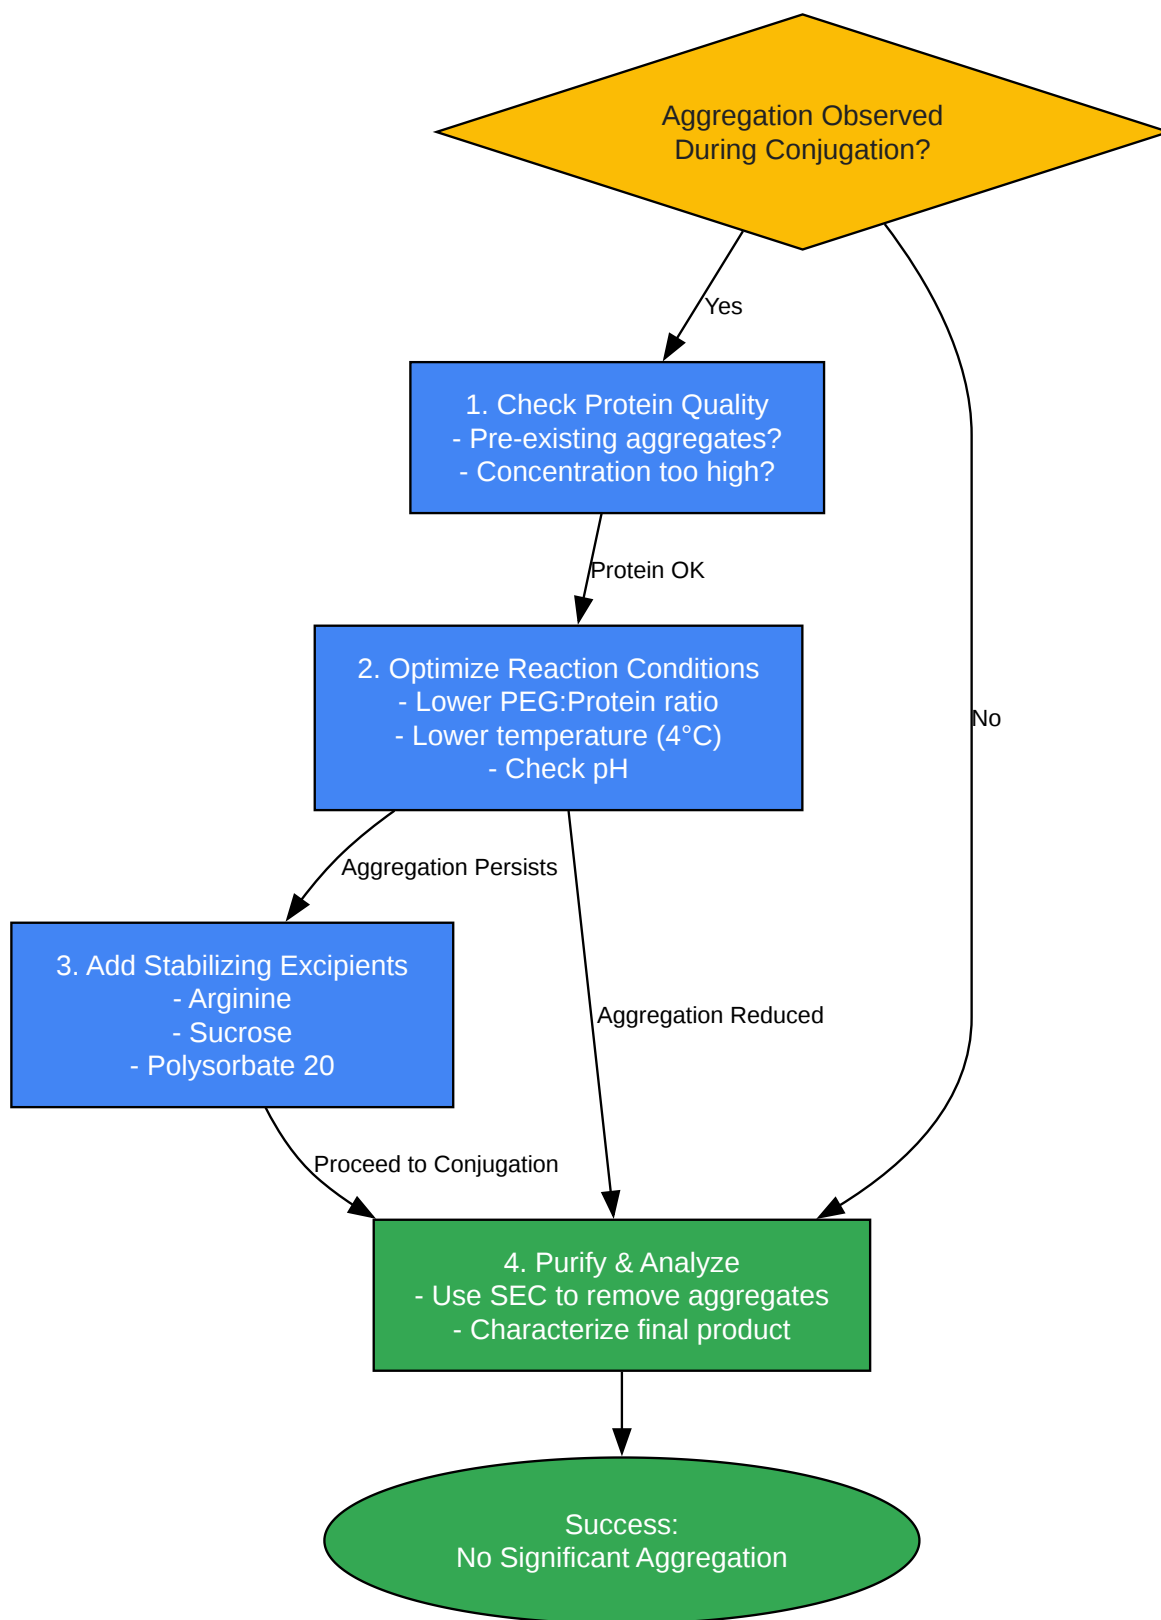 Aggregation Observed
During Conjugation?
Yes
1. Check Protein Quality
- Pre-existing aggregates?
- Concentration too high?
Protein OK
2. Optimize Reaction Conditions
- Lower PEG:Protein ratio
- Lower temperature (4°C)
- Check pH
No
Aggregation Persists
3. Add Stabilizing Excipients
- Arginine
- Sucrose
- Polysorbate 20
Aggregation Reduced
Proceed to Conjugation
4. Purify & Analyze
- Use SEC to remove aggregates
- Characterize final product
Success:
No Significant Aggregation